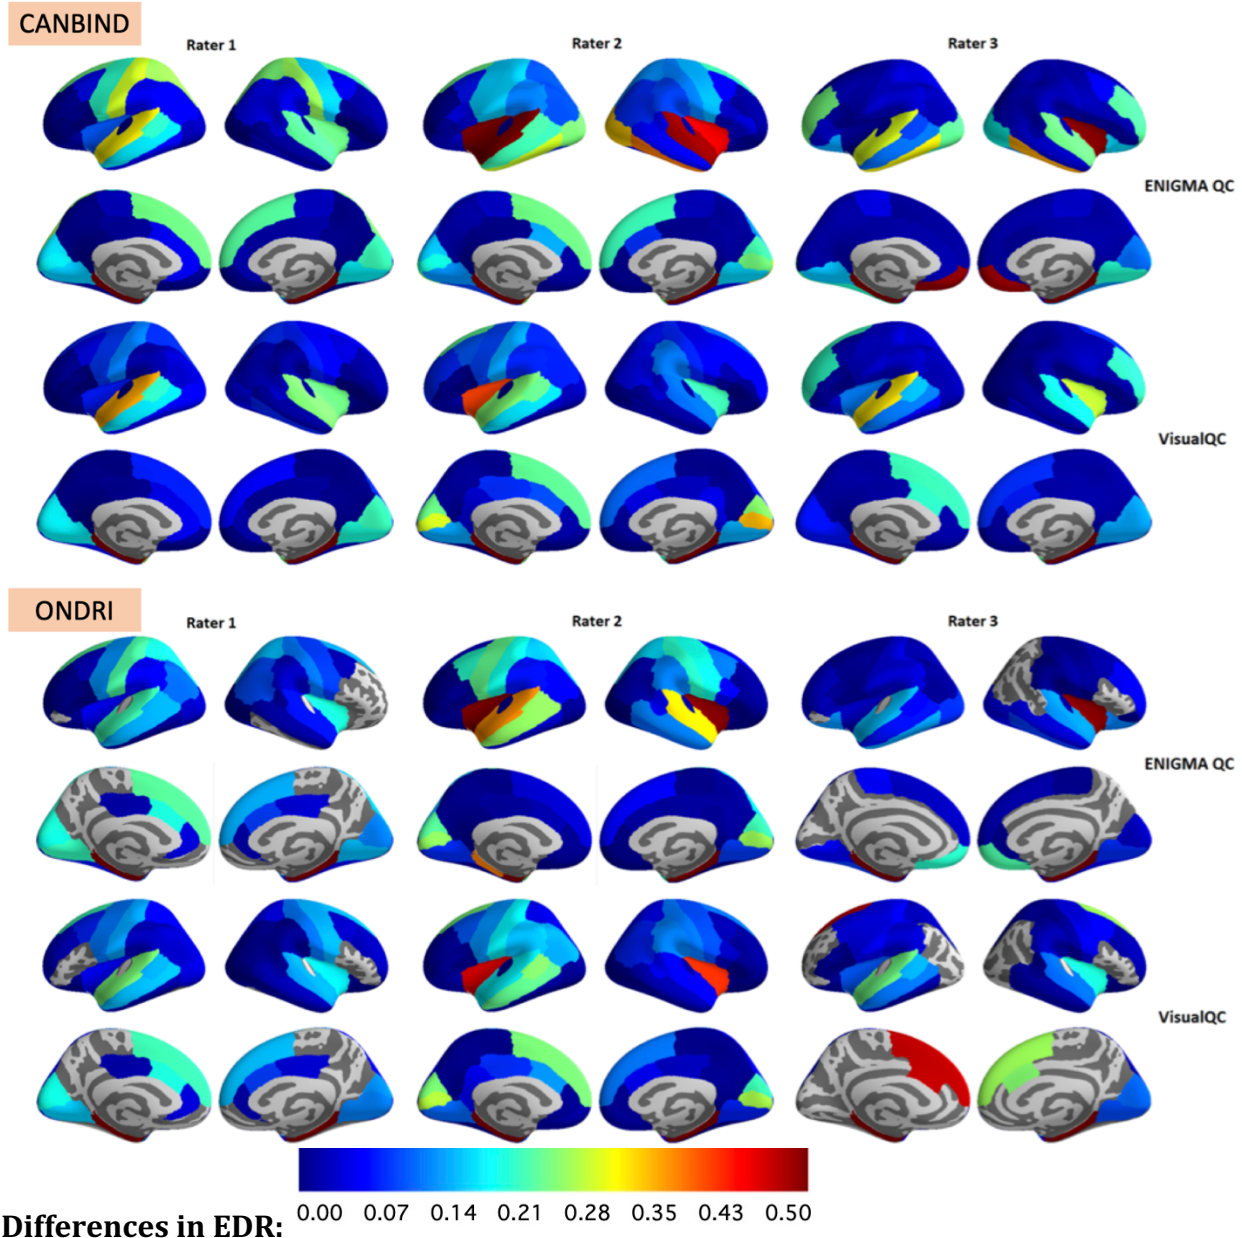 CANBIND
Rater 1 Rater 2 Rater 3
ENIGMA QC
VisualQC
ONDRI
Rater 1 Rater 2 Rater 3
ENIGMA QC
VisualQC
0.00 0.07 0.14 0.21 0.28 0.35 0.43 0.50
Differences in EDR: